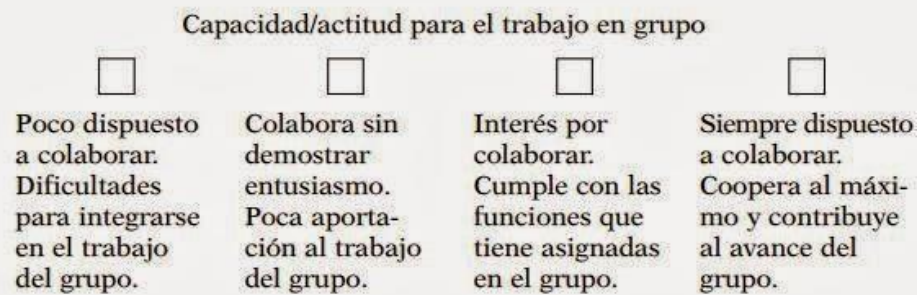 Capacidad/actitud para el trabajo en grupo
Poco dispuesto
a colaborar.
Dificultades
para integrarse
en el trabajo
del grupo.
Colabora sin
demostrar
entusiasmo.
Poca aporta-
ción al trabajo
del grupo.
Interés por
colaborar.
Cumple con las
funciones que
tiene asignadas
en el grupo.
Siempre dispuesto
a colaborar.
Coopera al máxi-
mo y contribuye
al avance del
grupo.